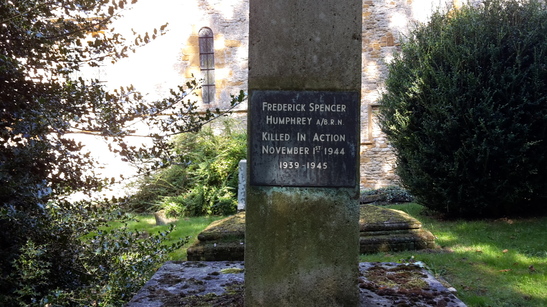 FREDERICK SPENCER
HUMPHREY A/B.R.N
KILLED IN ACTION
NOVEMBER 1ST 1944
1939-1945